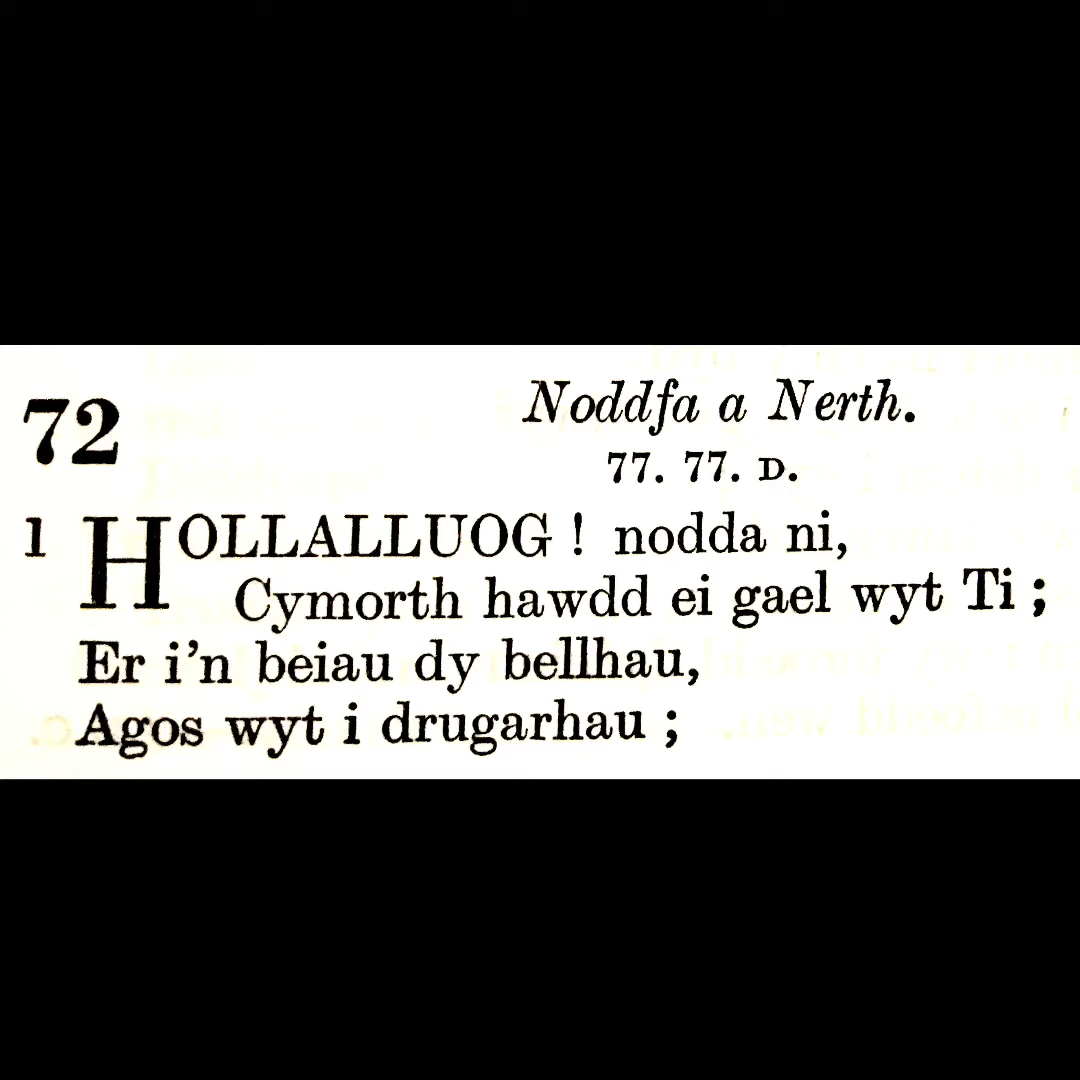 72
Noddfa a Nerth.
77. 77. D.
1 HOLLALLUOG ! nodda ni,
Cymorth hawdd ei gael wyt Ti ;
Er i'n beiau dy bellhau,
Agos wyt i drugarhau ;